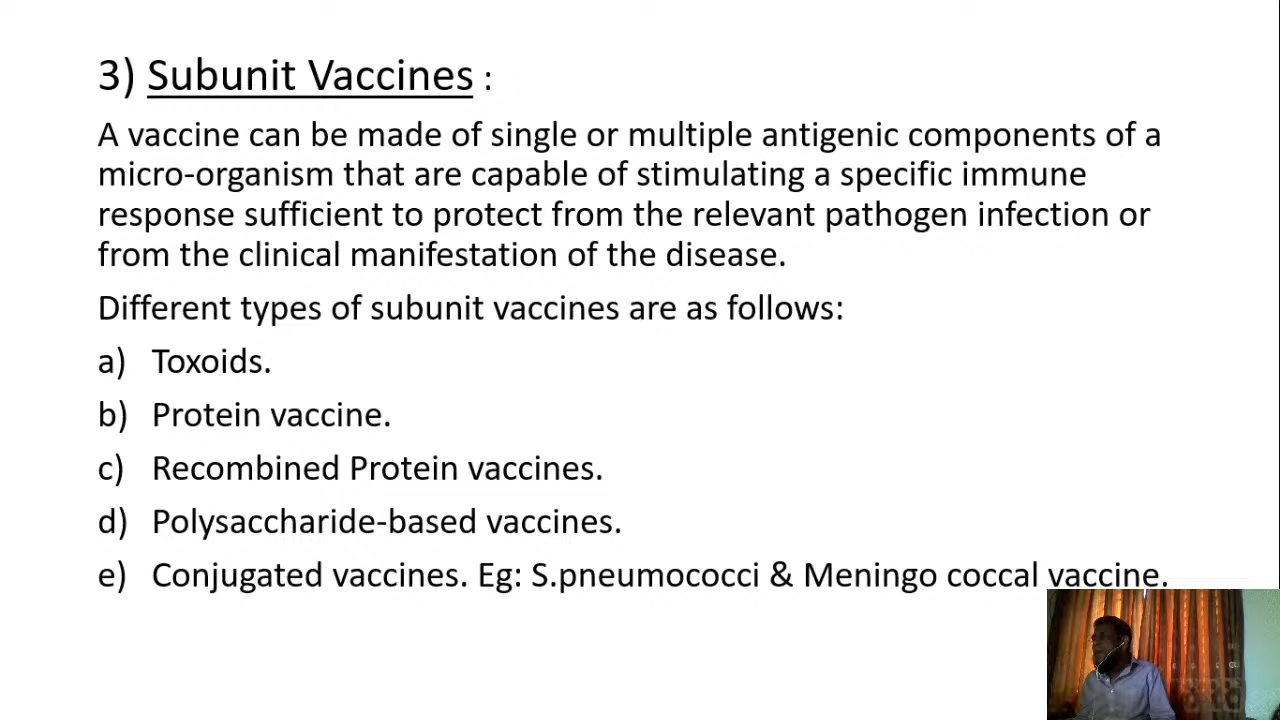 3) Subunit Vaccines :
A vaccine can be made of single or multiple antigenic components of a
micro-organism that are capable of stimulating a specific immune
response sufficient to protect from the relevant pathogen infection or
from the clinical manifestation of the disease.
Different types of subunit vaccines are as follows:
a) Toxoids.
b) Protein vaccine.
c) Recombined Protein vaccines.
d) Polysaccharide-based vaccines.
e) Conjugated vaccines. Eg: S.pneumococci & Meningo coccal vaccine.